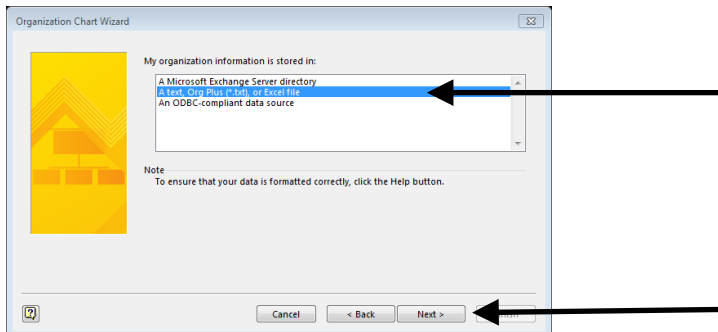 Organization Chart Wizard
My organization information is stored in:
A Microsoft Exchange Server directory
A text, Org Plus (*.txt), or Excel file
An ODBC-compliant data source
Note
To ensure that your data is formatted correctly, click the Help button.
Cancel < Back Next >